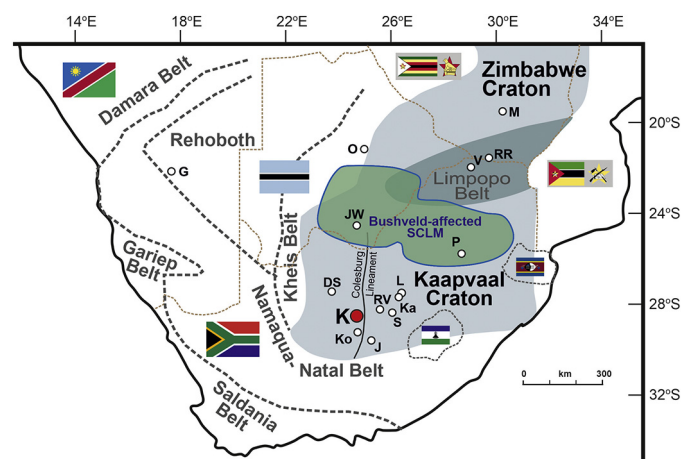 14°E
18°E
22°E
26°E
30°E
34°E
Damara Belt
Zimbabwe
Craton
M
20°S
Rehoboth
O
V
RR
G
Limpopo
Belt
JW
Bushveld-affected
SCLM
24°S
P
Gariep
Belt
Kheis Belt
Colesburg
Lineament
Kaapvaal
Craton
DS
L
RV
Ka
28°S
Namaqua
K
S
Ko
J
Natal Belt
0 km 300
32°S
Saldania
Belt